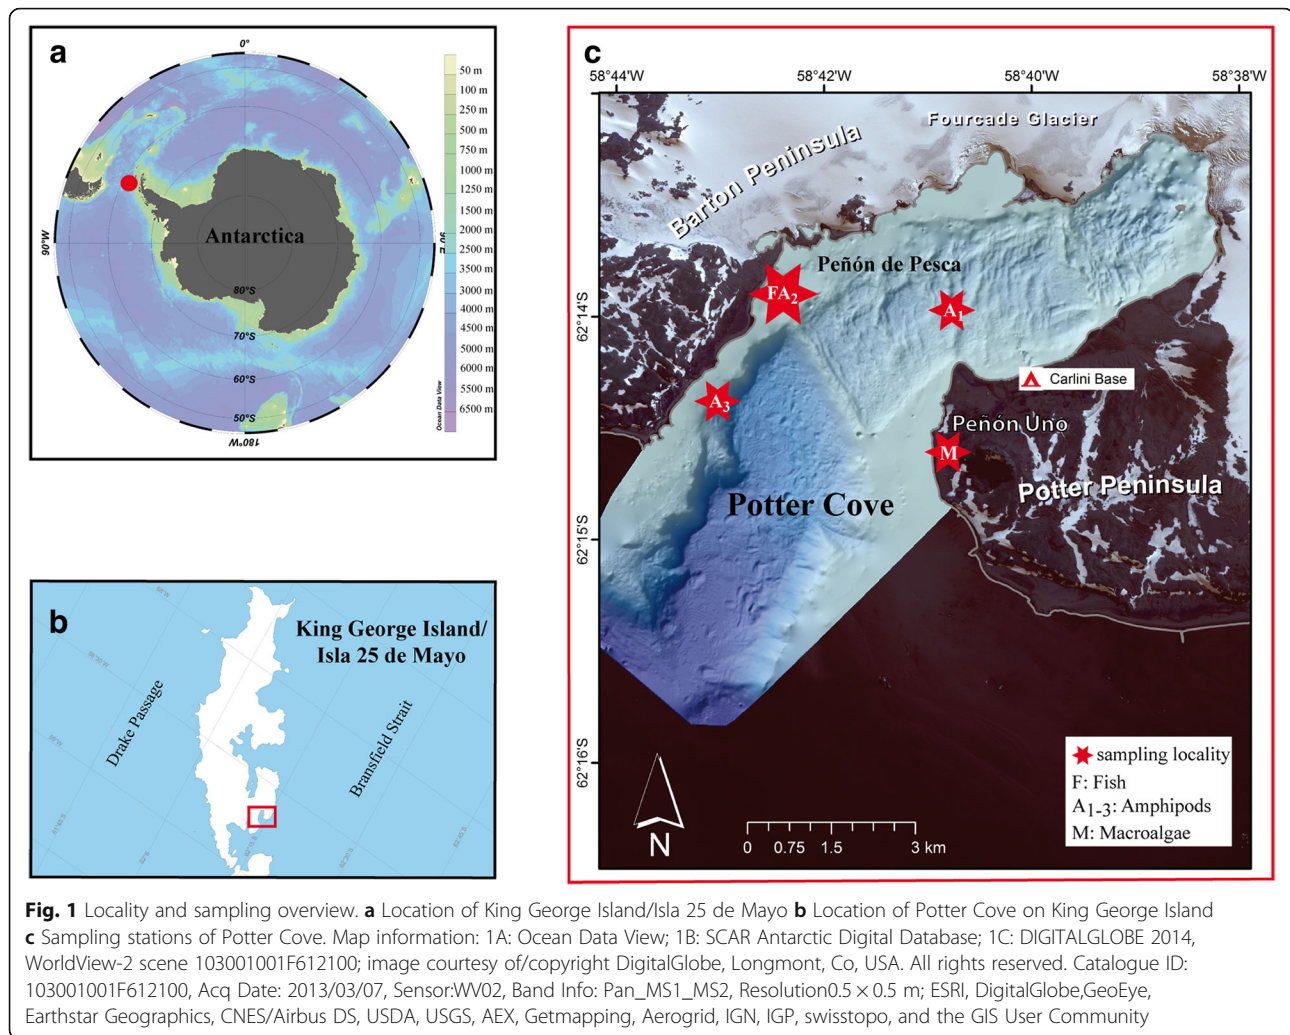 a
0°
90°E
90°W
180°W
Antarctica
80°S
70°S
60°S
50°S
50 m
100 m
250 m
500 m
750 m
1000 m
1250 m
1500 m
2000 m
2500 m
3000 m
3500 m
4000 m
4500 m
5000 m
5500 m
6000 m
6500 m
Ocean Data View
b
King George Island/
Isla 25 de Mayo
Drake Passage
Bransfield Strait
c
58°44'W 58°42'W 58°40'W 58°38'W
62°14'S
62°15'S
62°16'S
Fourcade Glacier
Barton Peninsula
Peñón de Pesca
FA2
A1
A3
Carlini Base
Peñón Uno
M
Potter Peninsula
Potter Cove
sampling locality
F: Fish
A1-3: Amphipods
M: Macroalgae
N
0 0.75 1.5 3 km
Fig. 1 Locality and sampling overview. a Location of King George Island/Isla 25 de Mayo b Location of Potter Cove on King George Island
c Sampling stations of Potter Cove. Map information: 1A: Ocean Data View; 1B: SCAR Antarctic Digital Database; 1C: DIGITALGLOBE 2014,
WorldView-2 scene 103001001F612100; image courtesy of/copyright DigitalGlobe, Longmont, Co, USA. All rights reserved. Catalogue ID:
103001001F612100, Acq Date: 2013/03/07, Sensor:WV02, Band Info: Pan_MS1_MS2, Resolution0.5 × 0.5 m; ESRI, DigitalGlobe,GeoEye,
Earthstar Geographics, CNES/Airbus DS, USDA, USGS, AEX, Getmapping, Aerogrid, IGN, IGP, swisstopo, and the GIS User Community